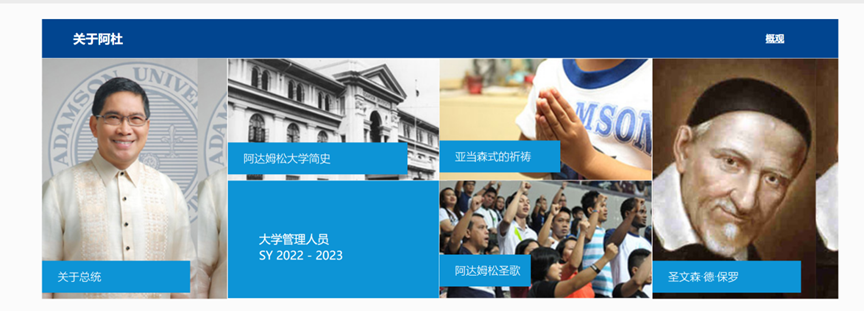 关于阿杜
概观
ADAMSON UNIVERSITY
关于总统
阿达姆松大学简史
大学管理人员
SY 2022 - 2023
亚当森式的祈祷
阿达姆松圣歌
圣文森·德·保罗